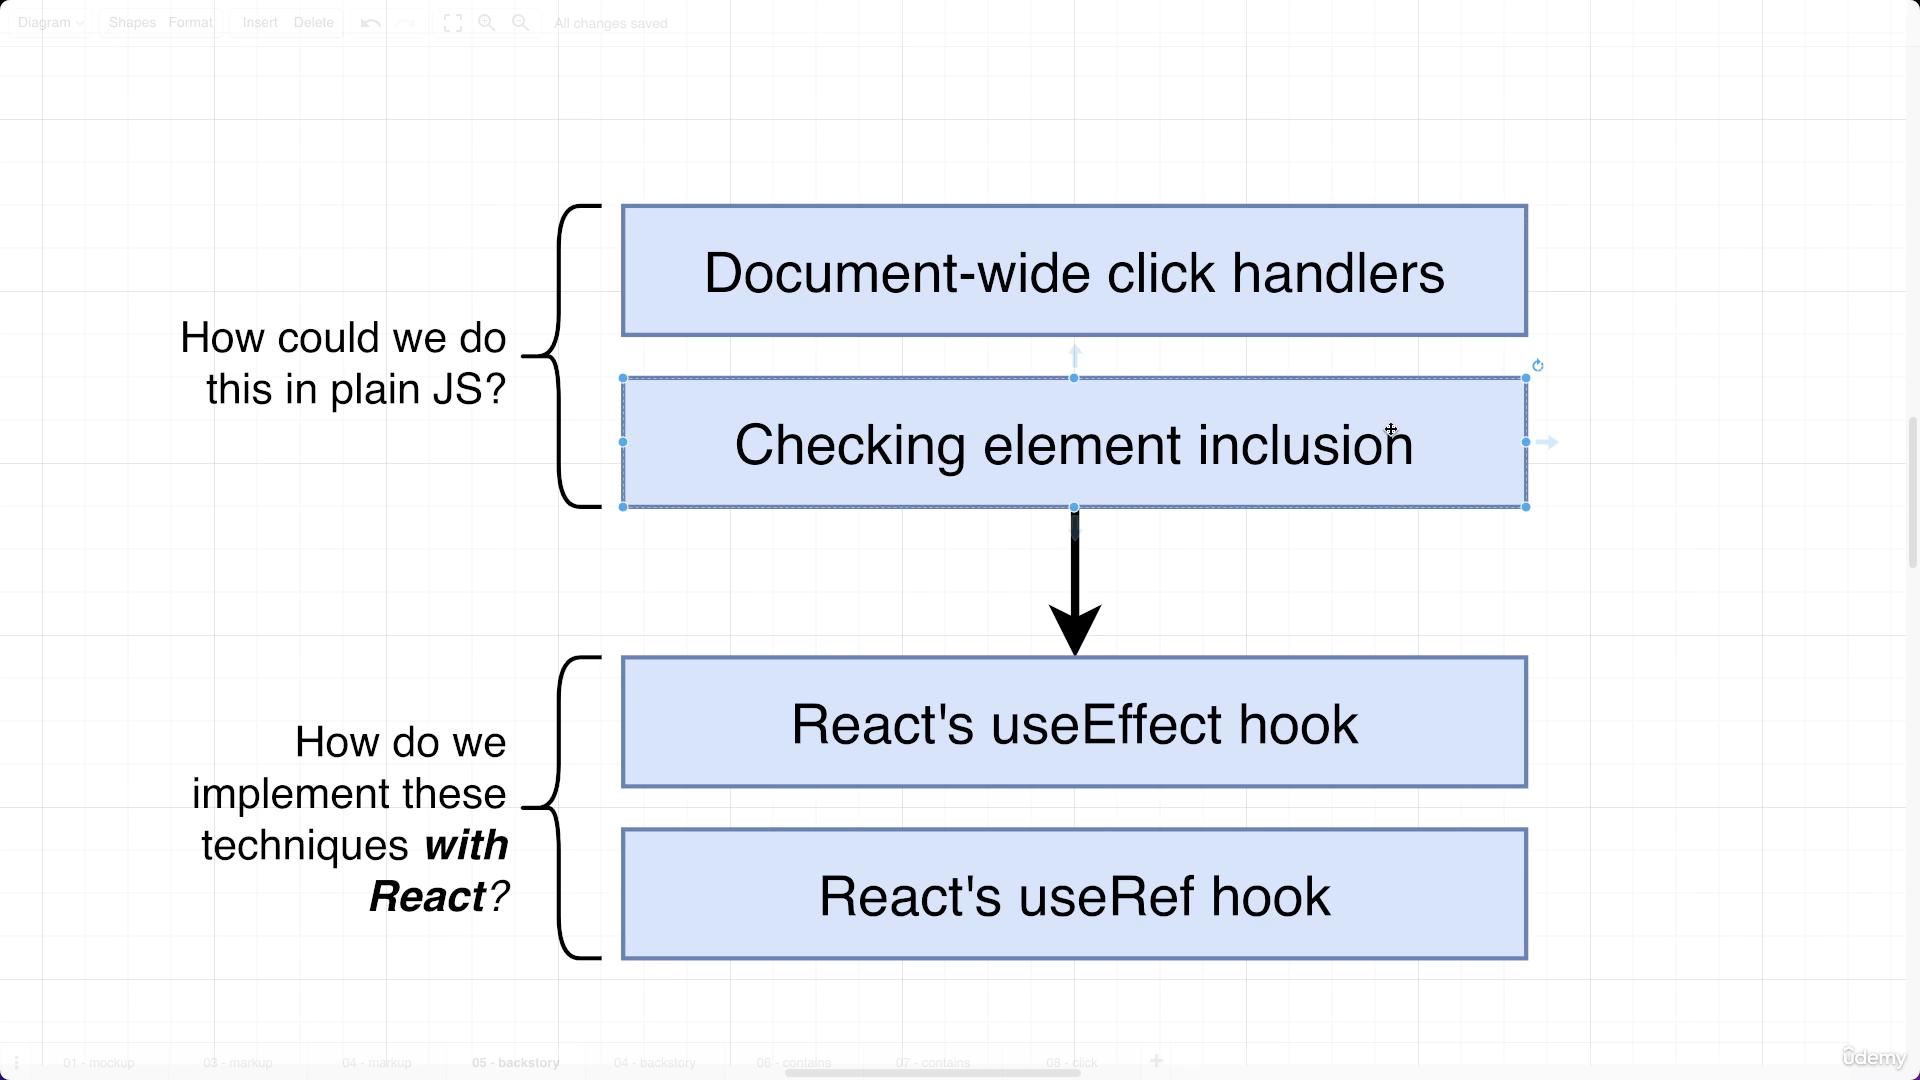 Diagram Shapes Format Insert Delete All changes saved
Document-wide click handlers
How could we do
this in plain JS?
Checking element inclusion
React's useEffect hook
How do we
implement these
techniques with
React?
React's useRef hook
01 - mockup 03 - markup 04 - markup 05 - backstory 04 - backstory 06 - contains 07 - contains 08 - click
ûdemy